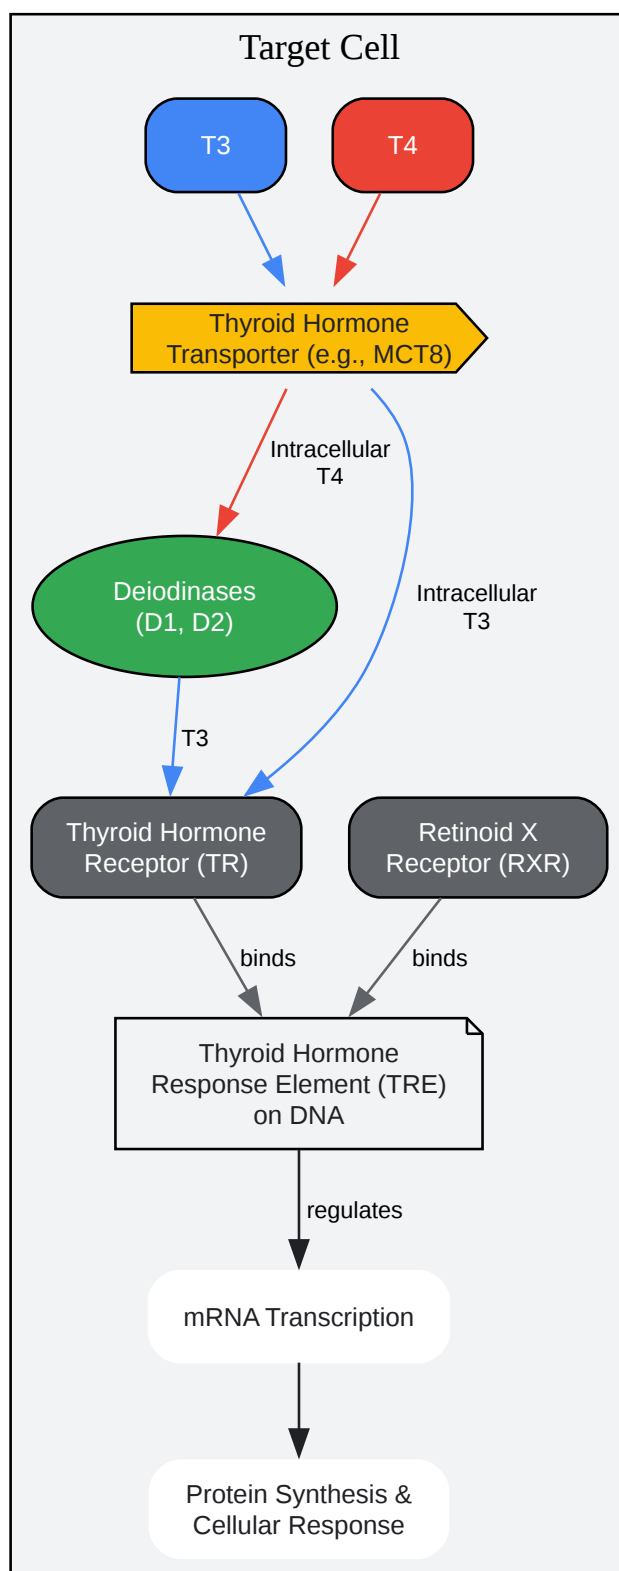 Target Cell
T3
T4
Thyroid Hormone
Transporter (e.g., MCT8)
Intracellular
T4
Deiodinases
(D1, D2)
Intracellular
T3
T3
Thyroid Hormone
Receptor (TR)
Retinoid X
Receptor (RXR)
binds
binds
Thyroid Hormone
Response Element (TRE)
on DNA
regulates
mRNA Transcription
Protein Synthesis &
Cellular Response